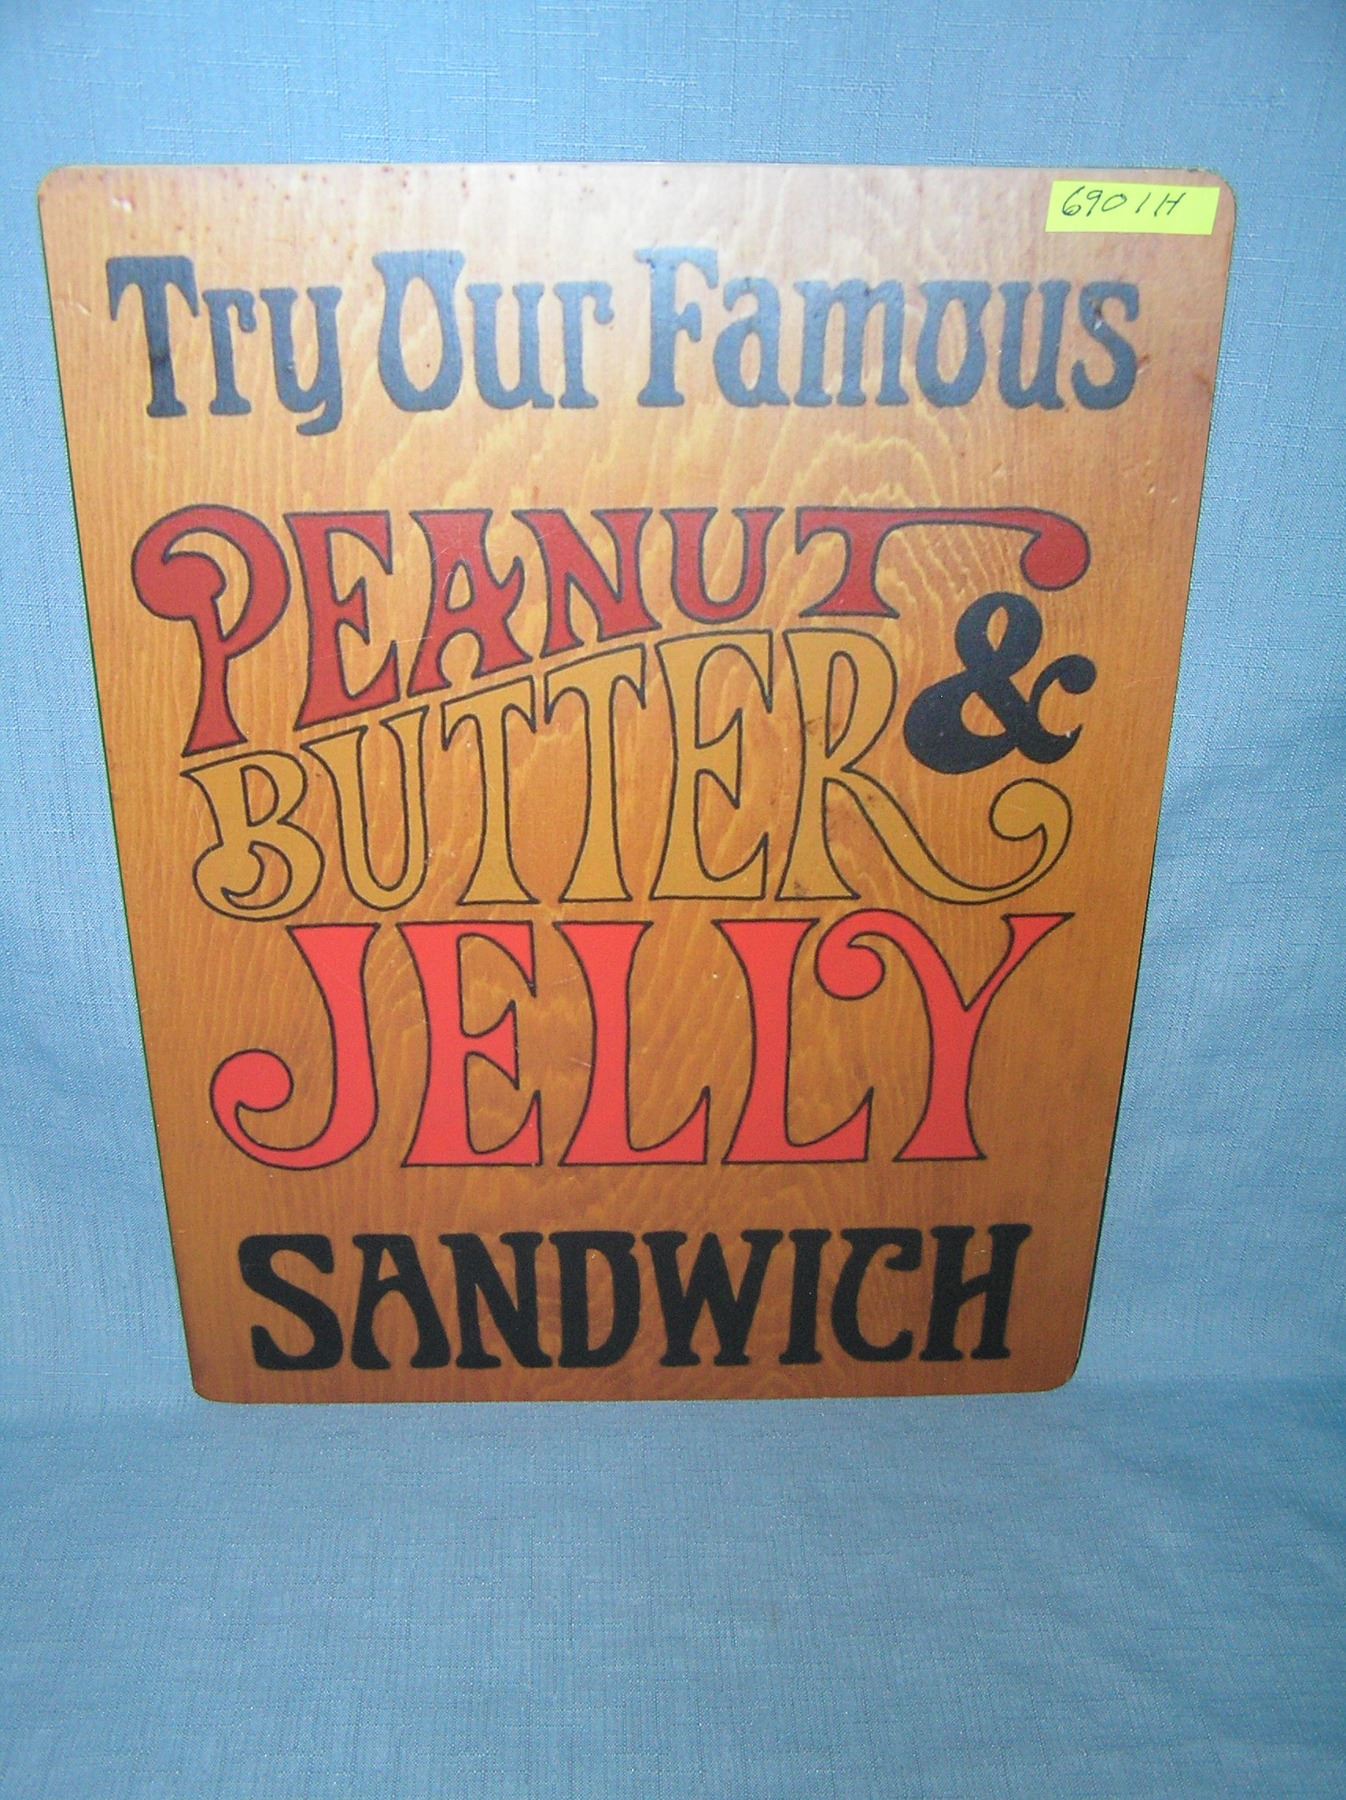 6901H
Try Our Famous
PEANUT
BUTTER &
JELLY
SANDWICH